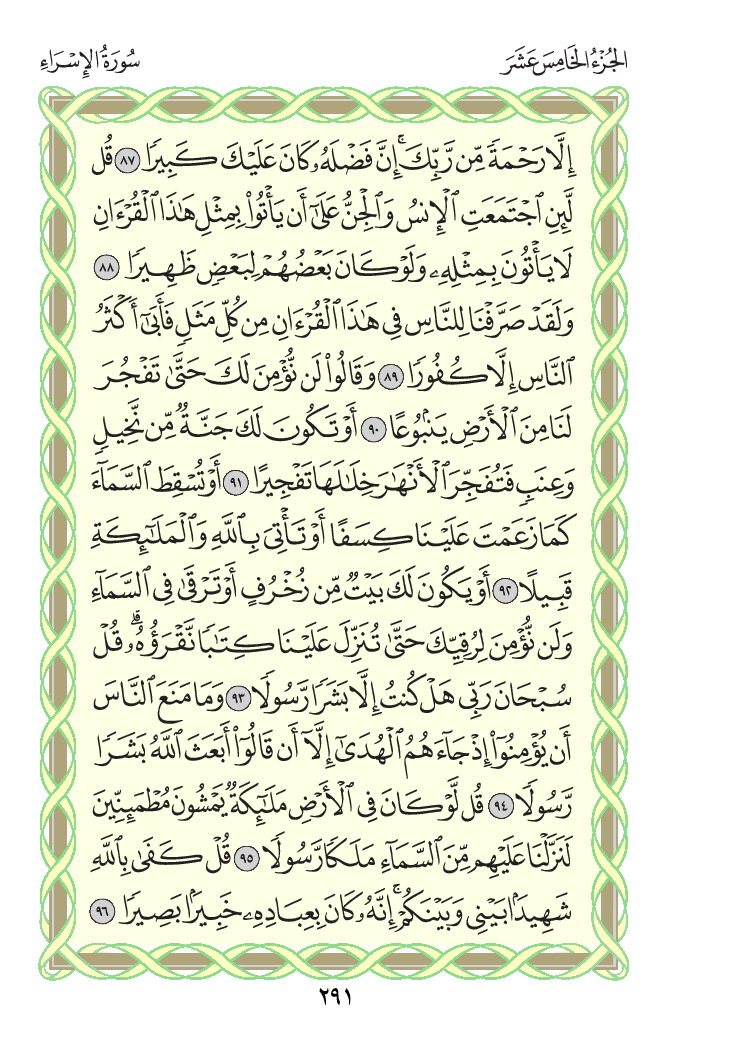 الجُزْءُ الخَامِسَ عَشَرَ
سُورَةُ الإِسْرَاءِ
إِلَّا رَحْمَةً مِّن رَّبِّكَۚ إِنَّ فَضْلَهُۥ كَانَ عَلَيْكَ كَبِيرٗا ٨٧ قُل
لَّئِنِ ٱجْتَمَعَتِ ٱلْإِنسُ وَٱلْجِنُّ عَلَىٰٓ أَن يَأْتُواْ بِمِثْلِ هَٰذَا ٱلْقُرْءَانِ
لَا يَأْتُونَ بِمِثْلِهِۦ وَلَوْ كَانَ بَعْضُهُمْ لِبَعْضٖ ظَهِيرٗا ٨٨
وَلَقَدْ صَرَّفْنَا لِلنَّاسِ فِي هَٰذَا ٱلْقُرْءَانِ مِن كُلِّ مَثَلٖ فَأَبَىٰٓ أَكْثَرُ
ٱلنَّاسِ إِلَّا كُفُورٗا ٨٩ وَقَالُواْ لَن نُّؤْمِنَ لَكَ حَتَّىٰ تَفْجُرَ
لَنَا مِنَ ٱلْأَرْضِ يَنۢبُوعًا ٩٠ أَوْ تَكُونَ لَكَ جَنَّةٞ مِّن نَّخِيلٖ
وَعِنَبٖ فَتُفَجِّرَ ٱلْأَنْهَٰرَ خِلَٰلَهَا تَفْجِيرًا ٩١ أَوْ تُسْقِطَ ٱلسَّمَآءَ
كَمَا زَعَمْتَ عَلَيْنَا كِسَفًا أَوْ تَأْتِيَ بِٱللَّهِ وَٱلْمَلَٰٓئِكَةِ
قَبِيلًا ٩٢ أَوْ يَكُونَ لَكَ بَيْتٞ مِّن زُخْرُفٍ أَوْ تَرْقَىٰ فِي ٱلسَّمَآءِ
وَلَن نُّؤْمِنَ لِرُقِيِّكَ حَتَّىٰ تُنَزِّلَ عَلَيْنَا كِتَٰبٗا نَّقْرَؤُهُۥۗ قُلْ
سُبْحَانَ رَبِّي هَلْ كُنتُ إِلَّا بَشَرٗا رَّسُولٗا ٩٣ وَمَا مَنَعَ ٱلنَّاسَ
أَن يُؤْمِنُوٓاْ إِذْ جَآءَهُمُ ٱلْهُدَىٰٓ إِلَّآ أَن قَالُوٓاْ أَبَعَثَ ٱللَّهُ بَشَرٗا
رَّسُولٗا ٩٤ قُل لَّوْ كَانَ فِي ٱلْأَرْضِ مَلَٰٓئِكَةٞ يَمْشُونَ مُطْمَئِنِّينَ
لَنَزَّلْنَا عَلَيْهِم مِّنَ ٱلسَّمَآءِ مَلَكٗا رَّسُولٗا ٩٥ قُلْ كَفَىٰ بِٱللَّهِ
شَهِيدَۢا بَيْنِي وَبَيْنَكُمْۚ إِنَّهُۥ كَانَ بِعِبَادِهِۦ خَبِيرَۢا بَصِيرٗا ٩٦
٢٩١